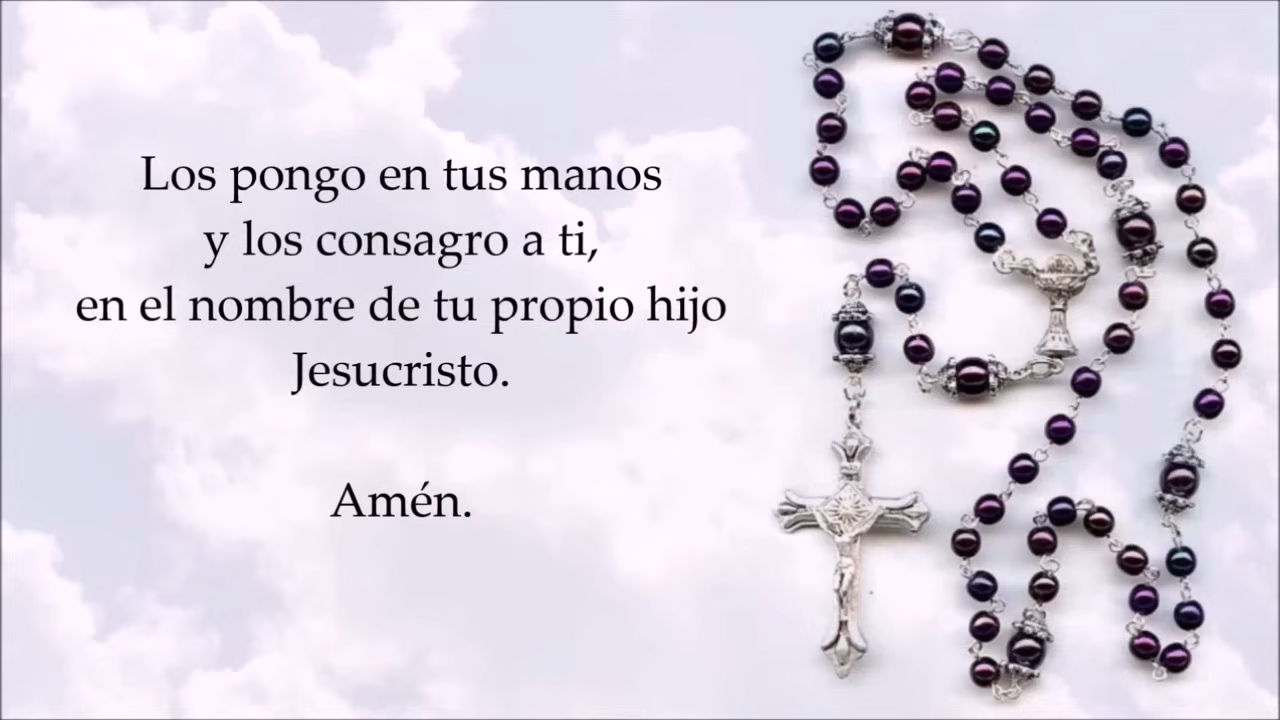 Los pongo en tus manos
y los consagro a ti,
en el nombre de tu propio hijo
Jesucristo.
Amén.